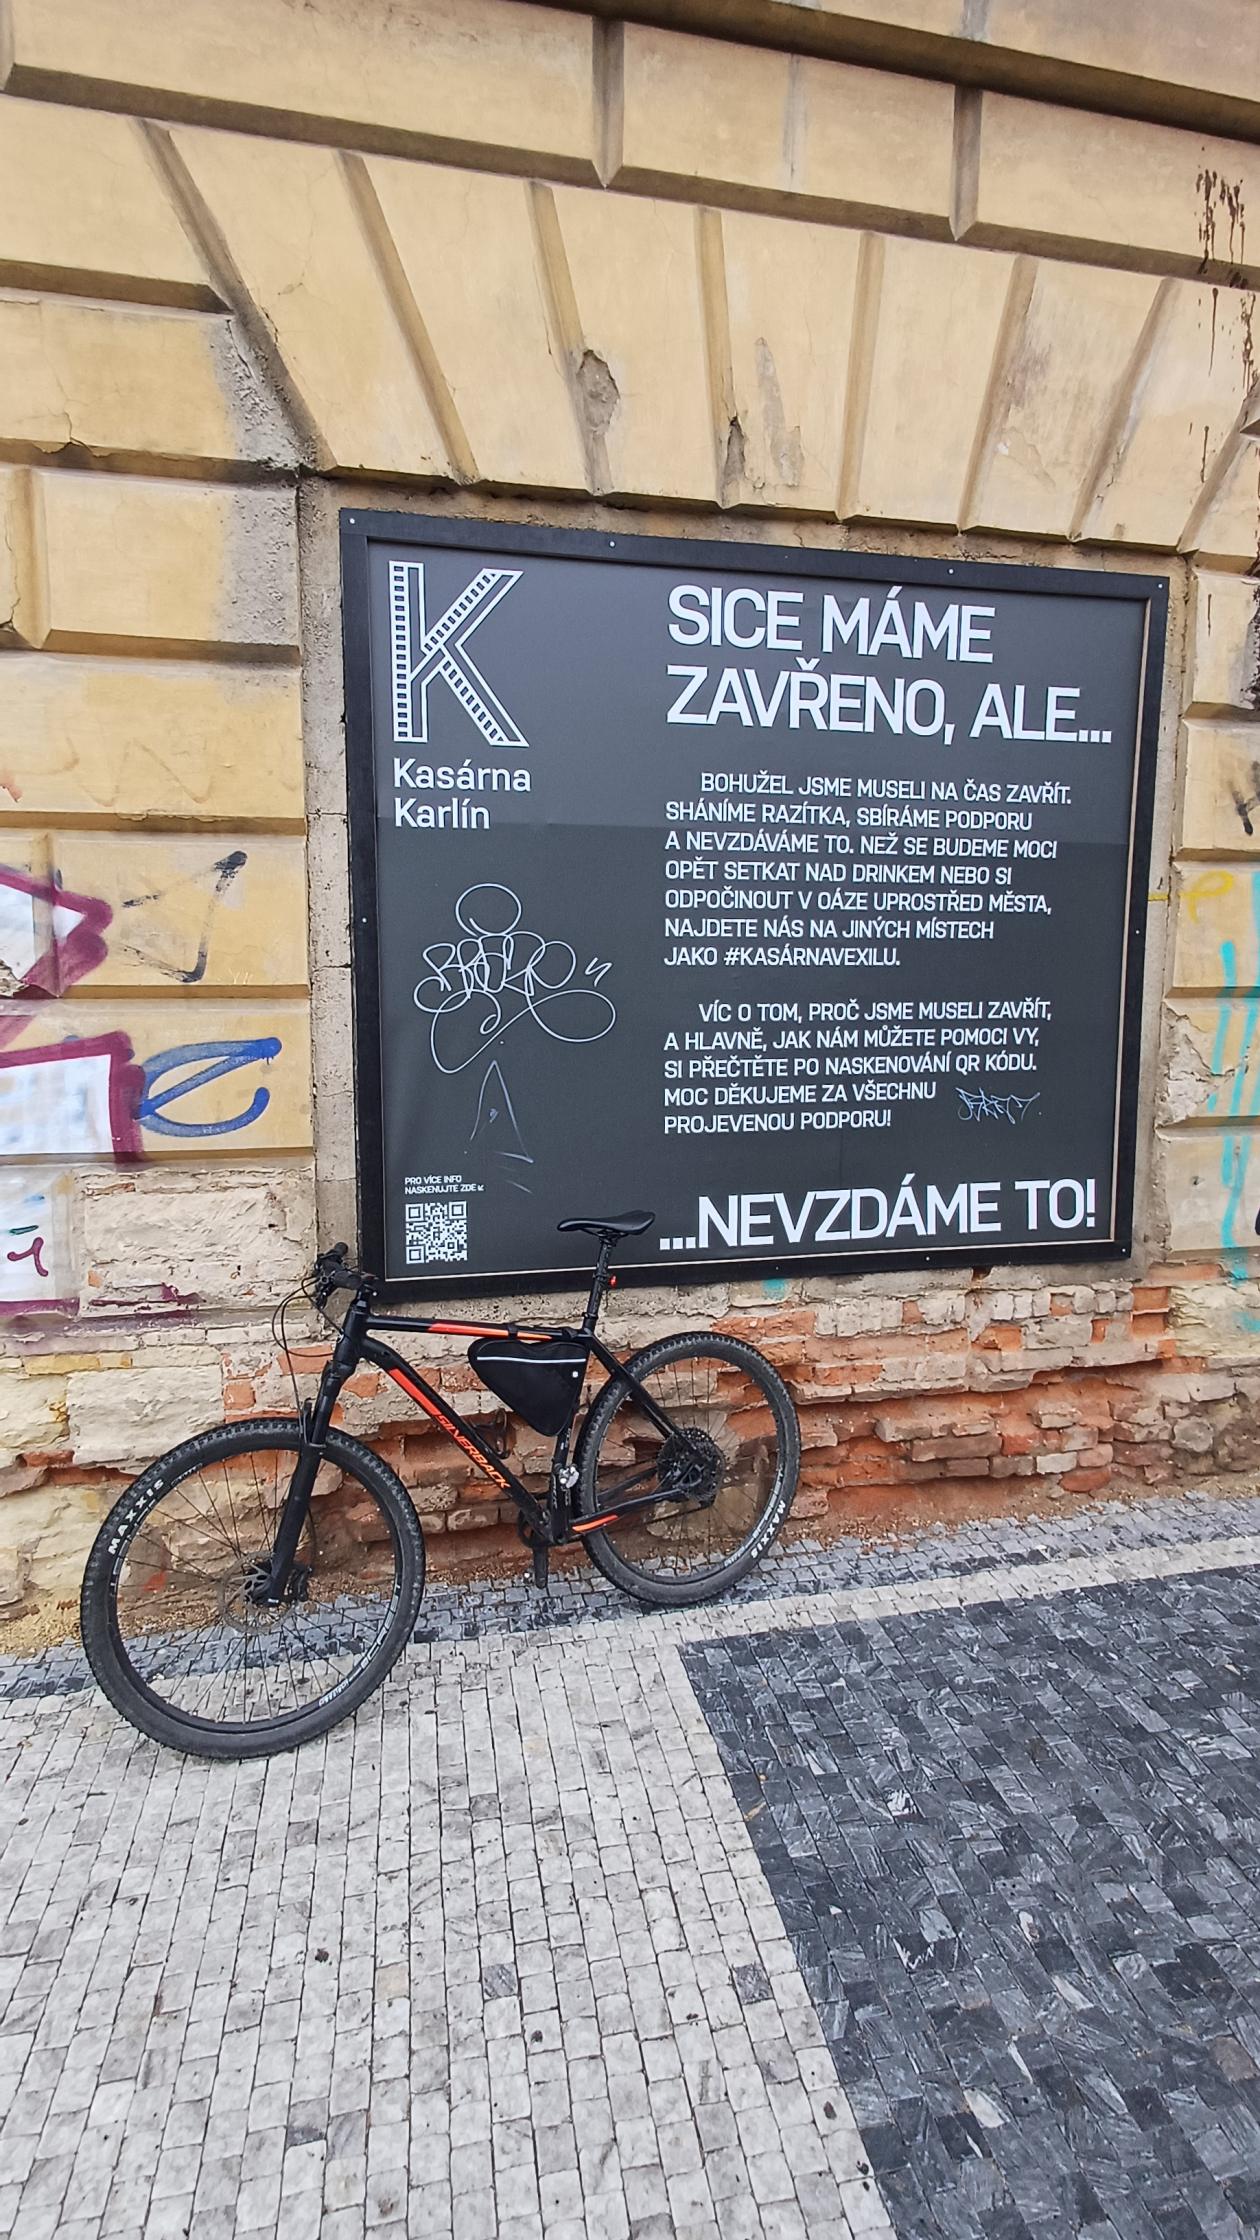 Kasárna
Karlín
SICE MÁME
ZAVŘENO, ALE...
BOHUŽEL JSME MUSELI NA ČAS ZAVŘÍT.
SHÁNÍME RAZÍTKA, SBÍRÁME PODPORU
A NEVZDÁVÁME TO. NEŽ SE BUDEME MOCI
OPĚT SETKAT NAD DRINKEM NEBO SI
ODPOČINOUT V OÁZE UPROSTŘED MĚSTA,
NAJDETE NÁS NA JINÝCH MÍSTECH
JAKO #KASÁRNAVEXILU.
VÍC O TOM, PROČ JSME MUSELI ZAVŘÍT,
A HLAVNĚ, JAK NÁM MŮŽETE POMOCI VY,
SI PŘEČTĚTE PO NASKENOVÁNÍ QR KÓDU.
MOC DĚKUJEME ZA VŠECHNU
PROJEVENOU PODPORU!
PRO VÍCE INFO
NASKENUJTE ZDE
...NEVZDÁME TO!
SILVERBACK
MAXXIS
MAXXIS